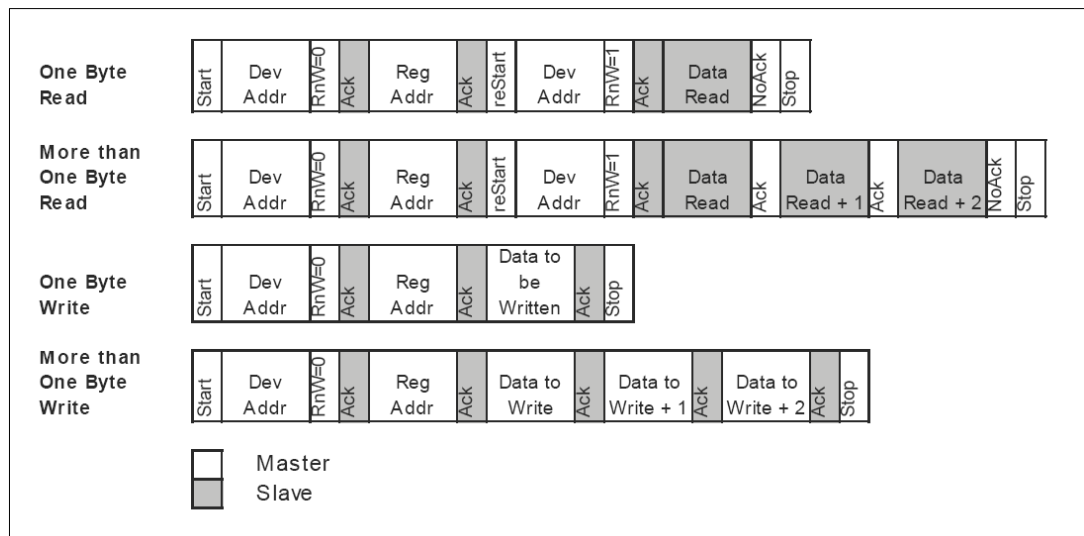 One Byte
Read
Start
Dev
Addr
RnW=0
Ack
Reg
Addr
Ack
reStart
Dev
Addr
RnW=1
Ack
Data
Read
NoAck
Stop
More than
One Byte
Read
Start
Dev
Addr
RnW=0
Ack
Reg
Addr
Ack
reStart
Dev
Addr
RnW=1
Ack
Data
Read
Ack
Data
Read + 1
Ack
Data
Read + 2
NoAck
Stop
One Byte
Write
Start
Dev
Addr
RnW=0
Ack
Reg
Addr
Ack
Data to
be
Written
Ack
Stop
More than
One Byte
Write
Start
Dev
Addr
RnW=0
Ack
Reg
Addr
Ack
Data to
Write
Ack
Data to
Write + 1
Ack
Data to
Write + 2
Ack
Stop
Master
Slave